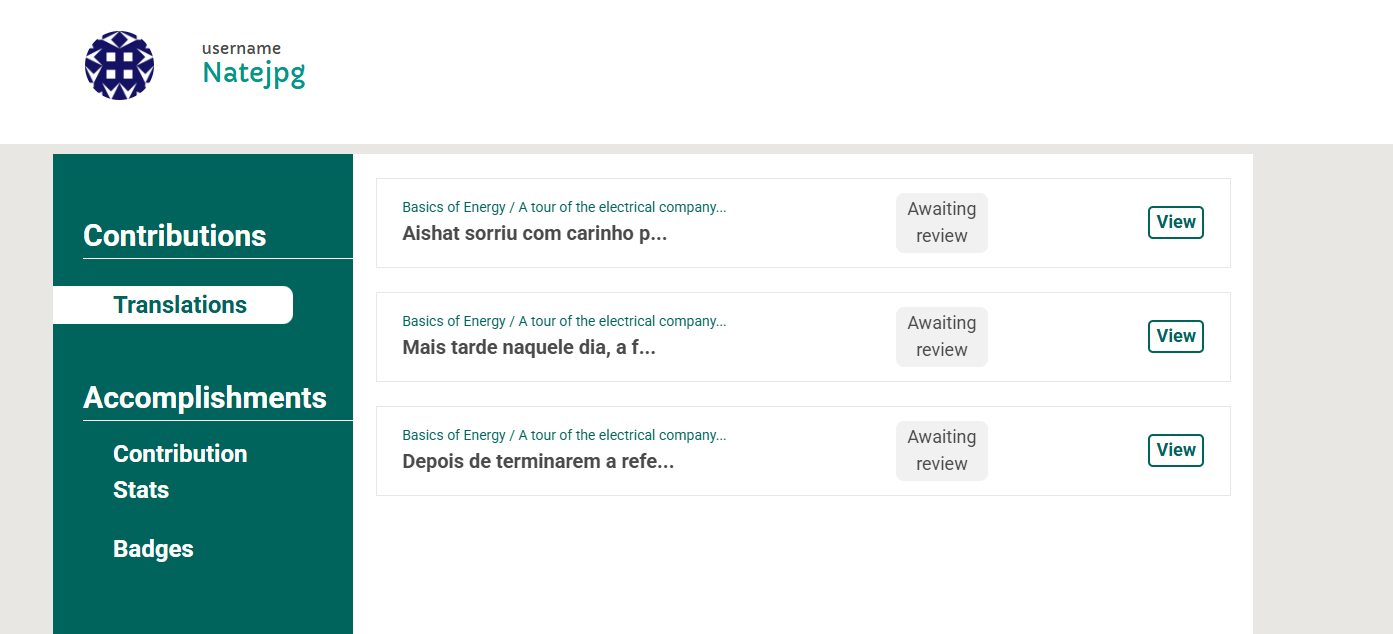 username
Natejpg
Contributions
Translations
Accomplishments
Contribution
Stats
Badges
Basics of Energy / A tour of the electrical company...
Aishat sorriu com carinho p...
Awaiting
review
View
Basics of Energy / A tour of the electrical company...
Mais tarde naquele dia, a f...
Awaiting
review
View
Basics of Energy / A tour of the electrical company...
Depois de terminarem a refe...
Awaiting
review
View